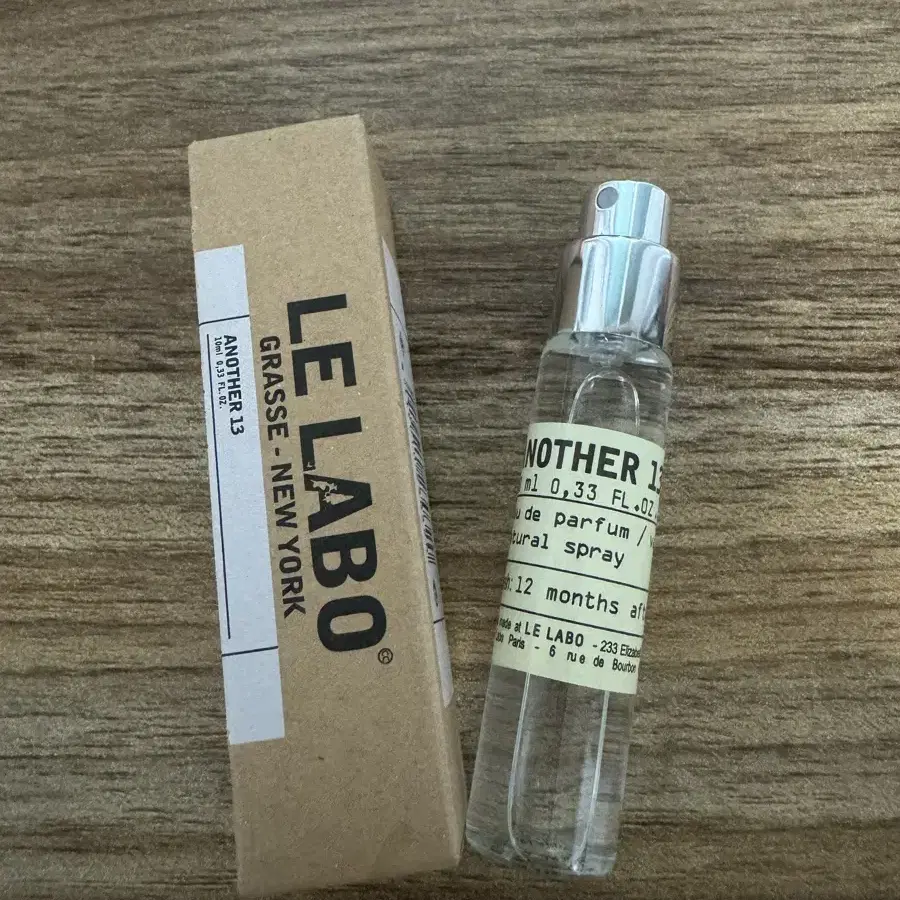 LE LABO
GRASSE - NEW YORK
ANOTHER 13
10ml 0,33 FL.OZ.
NOTHER 13
ml 0,33 FL.OZ
de parfum /
tural spray
12 months aft
made at LE LABO - 233 Elizabe
Paris - 6 rue de Bourbon